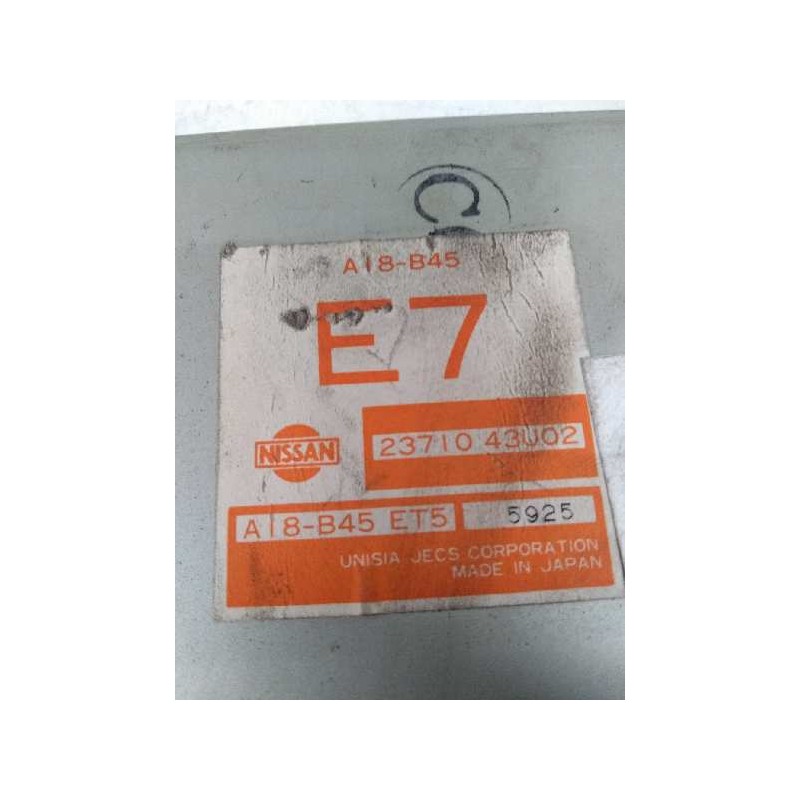 C
A18-B45
E7
NISSAN
23710 43U02
A18-B45 ET5
5925
UNISIA JECS CORPORATION
MADE IN JAPAN